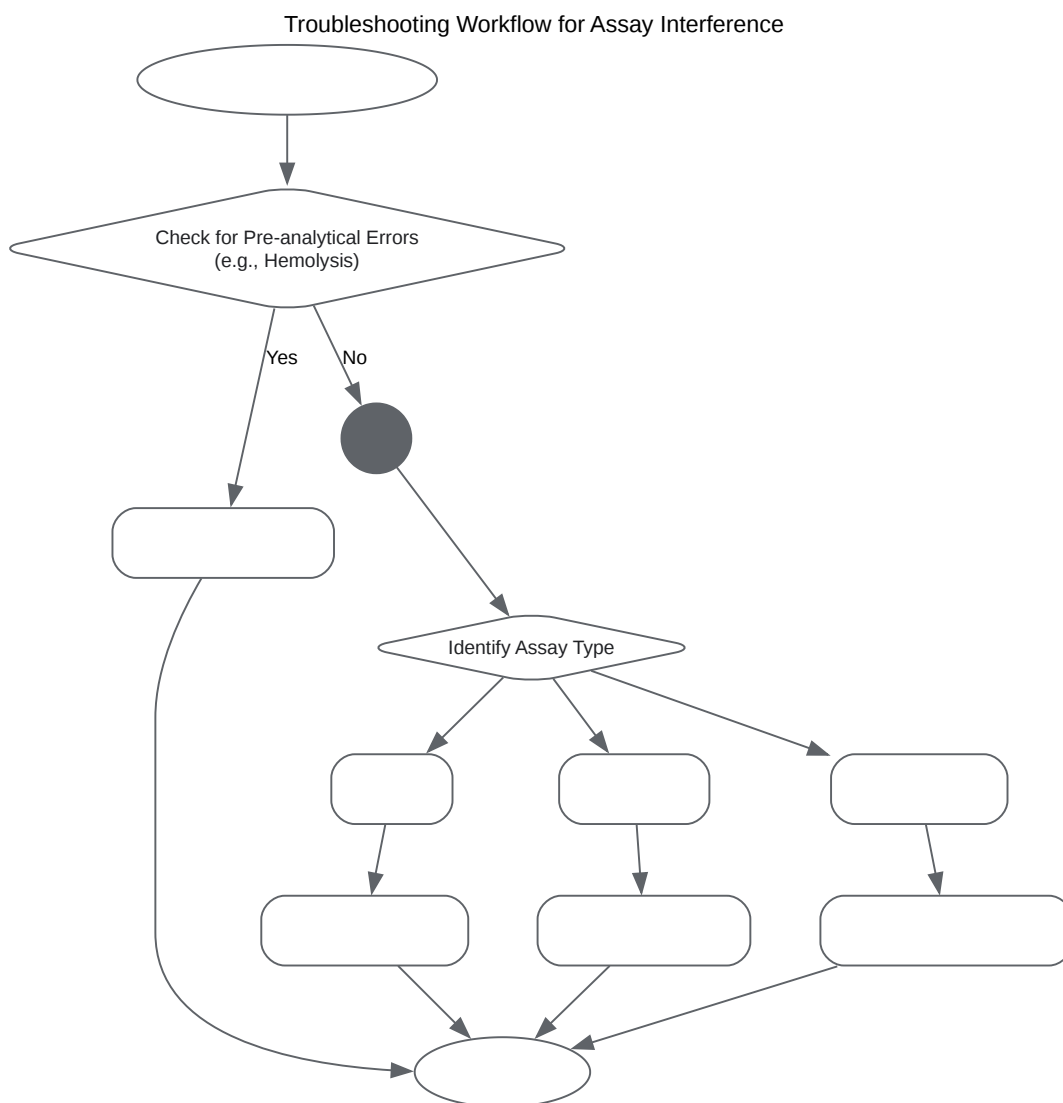 Troubleshooting Workflow for Assay Interference
Check for Pre-analytical Errors
(e.g., Hemolysis)
Yes
No
Identify Assay Type